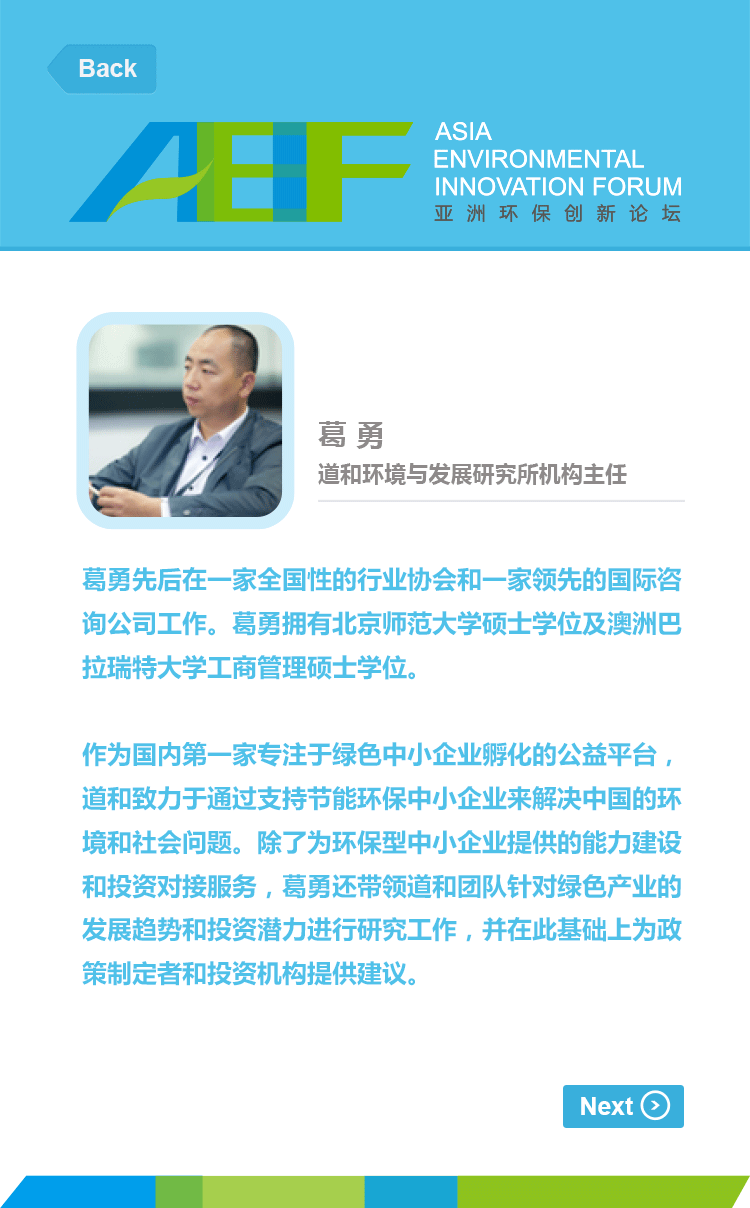 Back
AEIF
ASIA
ENVIRONMENTAL
INNOVATION FORUM
亚洲环保创新论坛
葛 勇
道和环境与发展研究所机构主任
葛勇先后在一家全国性的行业协会和一家领先的国际咨
询公司工作。葛勇拥有北京师范大学硕士学位及澳洲巴
拉瑞特大学工商管理硕士学位。
作为国内第一家专注于绿色中小企业孵化的公益平台，
道和致力于通过支持节能环保中小企业来解决中国的环
境和社会问题。除了为环保型中小企业提供的能力建设
和投资对接服务，葛勇还带领道和团队针对绿色产业的
发展趋势和投资潜力进行研究工作，并在此基础上为政
策制定者和投资机构提供建议。
Next